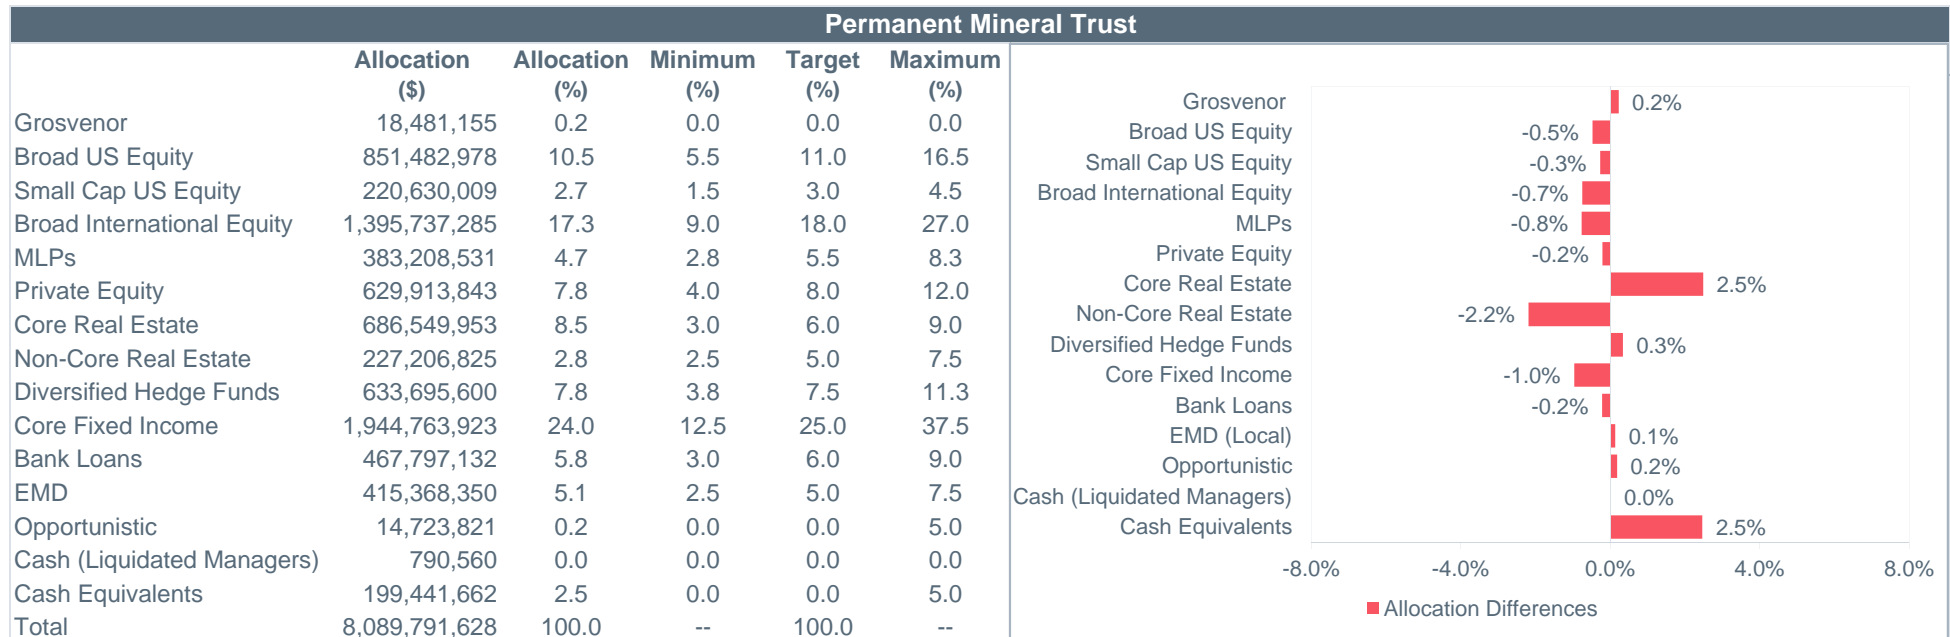 Permanent Mineral Trust
Allocation Allocation Minimum Target Maximum
($) (%) (%) (%) (%)
Grosvenor 18,481,155 0.2 0.0 0.0 0.0
Broad US Equity 851,482,978 10.5 5.5 11.0 16.5
Small Cap US Equity 220,630,009 2.7 1.5 3.0 4.5
Broad International Equity 1,395,737,285 17.3 9.0 18.0 27.0
MLPs 383,208,531 4.7 2.8 5.5 8.3
Private Equity 629,913,843 7.8 4.0 8.0 12.0
Core Real Estate 686,549,953 8.5 3.0 6.0 9.0
Non-Core Real Estate 227,206,825 2.8 2.5 5.0 7.5
Diversified Hedge Funds 633,695,600 7.8 3.8 7.5 11.3
Core Fixed Income 1,944,763,923 24.0 12.5 25.0 37.5
Bank Loans 467,797,132 5.8 3.0 6.0 9.0
EMD 415,368,350 5.1 2.5 5.0 7.5
Opportunistic 14,723,821 0.2 0.0 0.0 5.0
Cash (Liquidated Managers) 790,560 0.0 0.0 0.0 0.0
Cash Equivalents 199,441,662 2.5 0.0 0.0 5.0
Total 8,089,791,628 100.0 -- 100.0 --
Grosvenor 0.2%
Broad US Equity -0.5%
Small Cap US Equity -0.3%
Broad International Equity -0.7%
MLPs -0.8%
Private Equity -0.2%
Core Real Estate 2.5%
Non-Core Real Estate -2.2%
Diversified Hedge Funds 0.3%
Core Fixed Income -1.0%
Bank Loans -0.2%
EMD (Local) 0.1%
Opportunistic 0.2%
Cash (Liquidated Managers) 0.0%
Cash Equivalents 2.5%
-8.0% -4.0% 0.0% 4.0% 8.0%
Allocation Differences